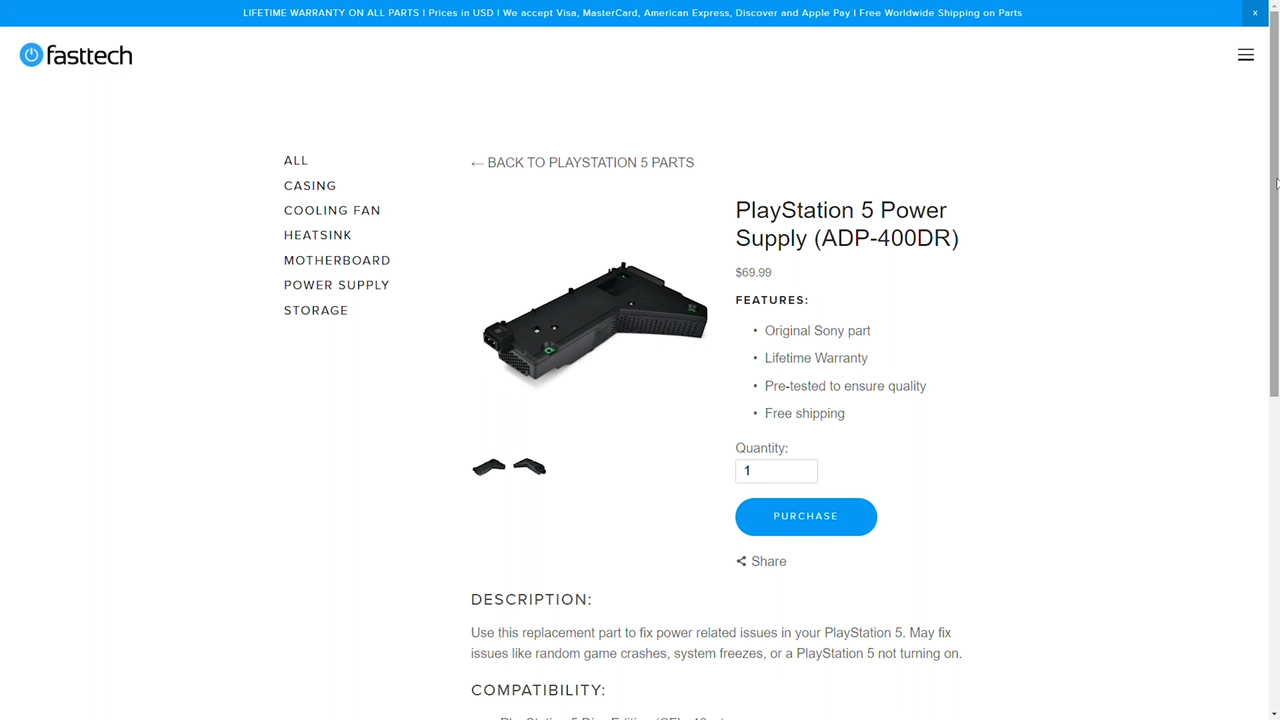 LIFETIME WARRANTY ON ALL PARTS | Prices in USD | We accept Visa, MasterCard, American Express, Discover and Apple Pay | Free Worldwide Shipping on Parts
x
fasttech
ALL
CASING
COOLING FAN
HEATSINK
MOTHERBOARD
POWER SUPPLY
STORAGE
← BACK TO PLAYSTATION 5 PARTS
PlayStation 5 Power
Supply (ADP-400DR)
$69.99
FEATURES:
• Original Sony part
• Lifetime Warranty
• Pre-tested to ensure quality
• Free shipping
Quantity:
1
PURCHASE
Share
DESCRIPTION:
Use this replacement part to fix power related issues in your PlayStation 5. May fix
issues like random game crashes, system freezes, or a PlayStation 5 not turning on.
COMPATIBILITY: